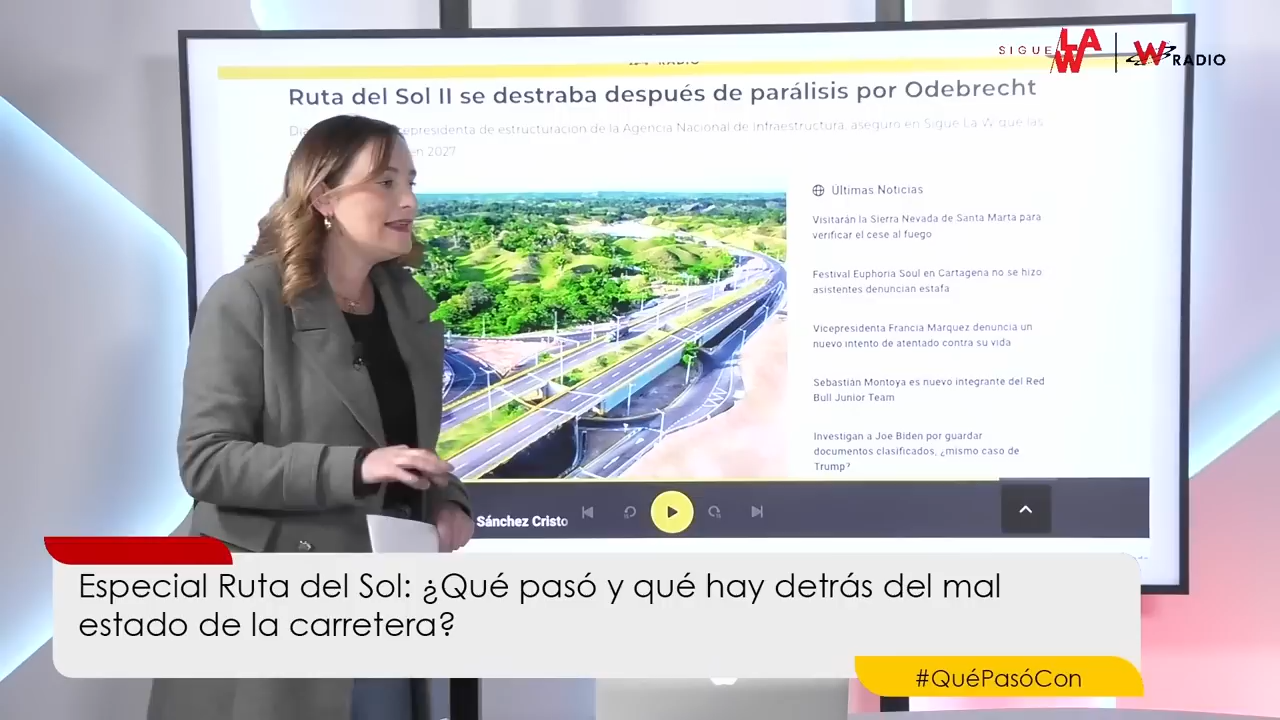 SIGUE LA W
W RADIO
RADIO
Ruta del Sol II se destraba después de parálisis por Odebrecht
presidenta de estructuración de la Agencia Nacional de Infraestructura, aseguró en Sigue La W que las
en 2027
Últimas Noticias
Visitarán la Sierra Nevada de Santa Marta para
verificar el cese al fuego
Festival Euphoria Soul en Cartagena no se hizo
asistentes denuncian estafa
Vicepresidenta Francia Marquez denuncia un
nuevo intento de atentado contra su vida
Sebastián Montoya es nuevo integrante del Red
Bull Junior Team
Investigan a Joe Biden por guardar
documentos clasificados, ¿mismo caso de
Trump?
Sánchez Cristo
Especial Ruta del Sol: ¿Qué pasó y qué hay detrás del mal
estado de la carretera?
#QuéPasóCon